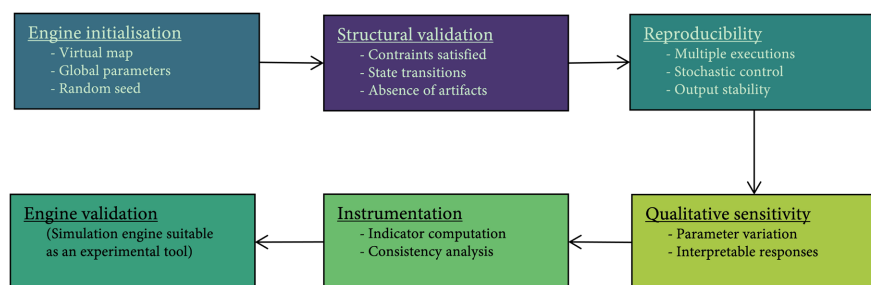 Engine initialisation
- Virtual map
- Global parameters
- Random seed
Structural validation
- Contraints satisfied
- State transitions
- Absence of artifacts
Reproducibility
- Multiple executions
- Stochastic control
- Output stability
Qualitative sensitivity
- Parameter variation
- Interpretable responses
Instrumentation
- Indicator computation
- Consistency analysis
Engine validation
(Simulation engine suitable
as an experimental tool)